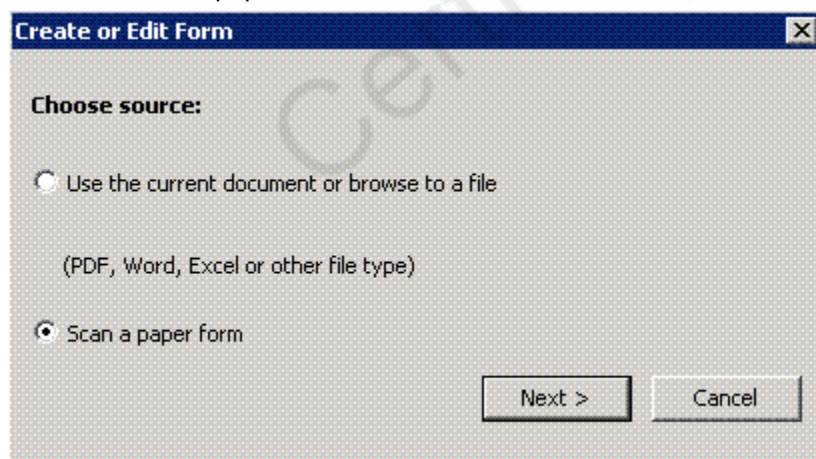 Create or Edit Form
Choose source:
Use the current document or browse to a file
(PDF, Word, Excel or other file type)
Scan a paper form
Next >
Cancel